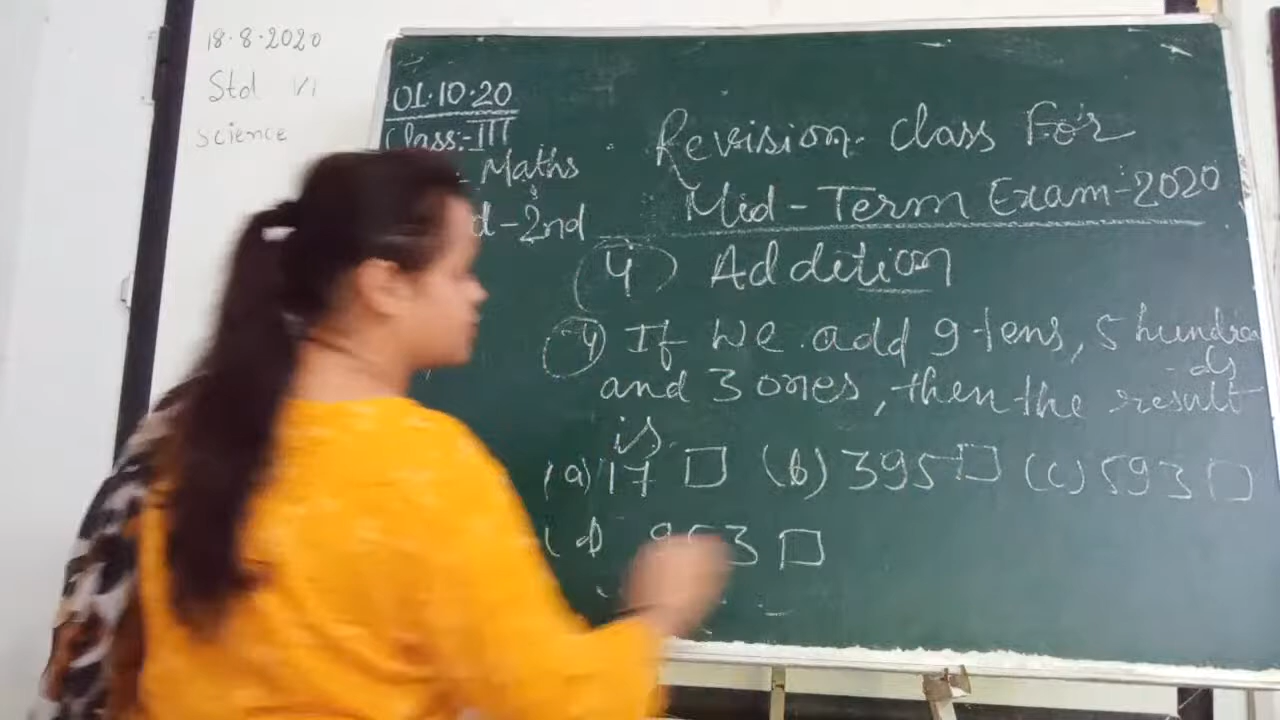 18.8.2020
Std VI
Science
01.10.20
Class:-III
Maths
-2nd
Revision Class For
Mid-Term Exam-2020
(4) Addition
If we add 9 tens, 5 hundre
-ds
and 3 ones, then the result
is.
(a) 17 □ (b) 395 □ (c) 593 □
(d) 953 □